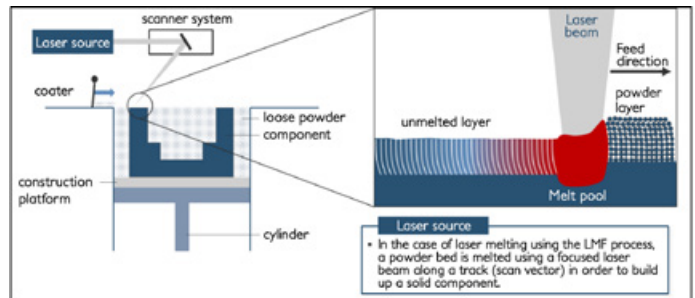 scanner system
Laser source
coater
loose powder
component
construction
platform
cylinder
Laser
beam
Feed
direction
powder
layer
unmelted layer
Melt pool
Laser source
• In the case of laser melting using the LMF process,
a powder bed is melted using a focused laser
beam along a track (scan vector) in order to build
up a solid component.